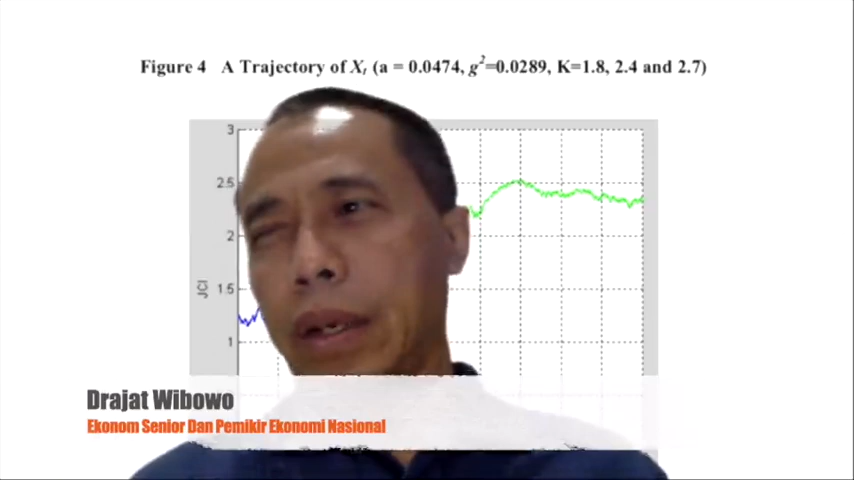 Figure 4 A Trajectory of Xₜ (a = 0.0474, g²=0.0289, K=1.8, 2.4 and 2.7)
3
2.5
2
1.5
JCI
1
Drajat Wibowo
Ekonom Senior Dan Pemikir Ekonomi Nasional